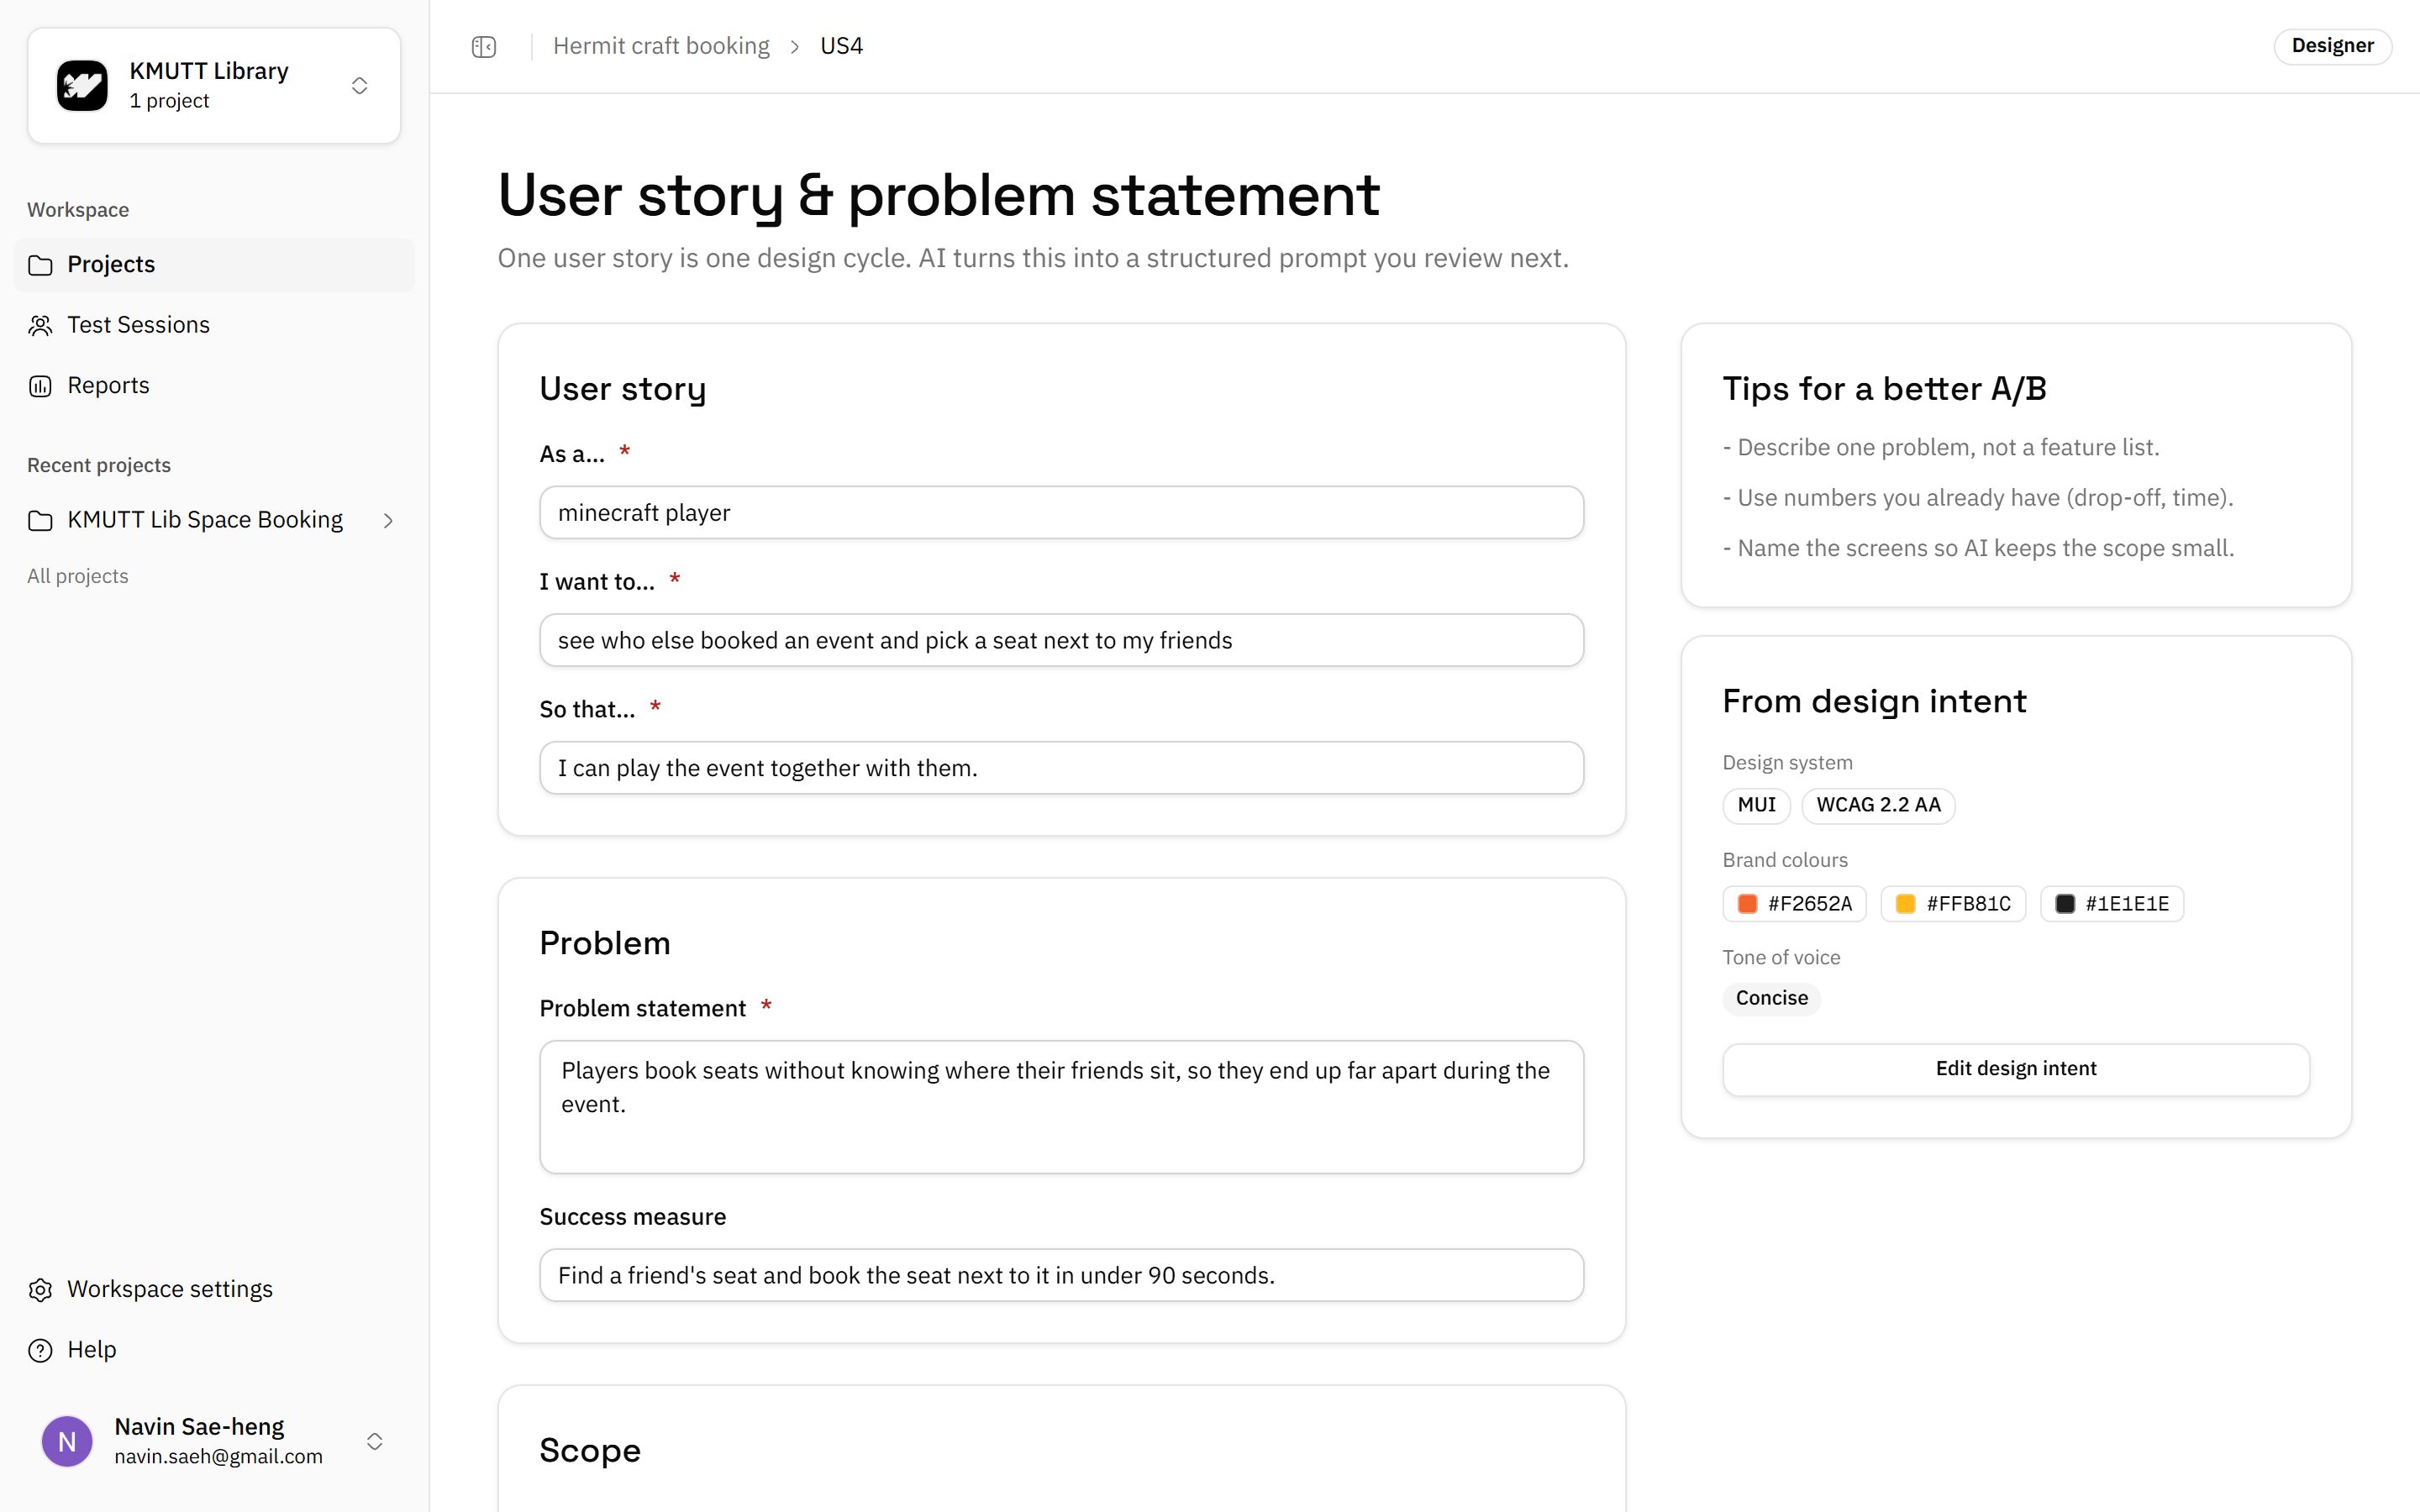 KMUTT Library
1 project
Workspace
Projects
Test Sessions
Reports
Recent projects
KMUTT Lib Space Booking
All projects
Workspace settings
Help
N
Navin Sae-heng
navin.saeh@gmail.com
Hermit craft booking > US4
Designer
User story & problem statement
One user story is one design cycle. AI turns this into a structured prompt you review next.
User story
As a... *
minecraft player
I want to... *
see who else booked an event and pick a seat next to my friends
So that... *
I can play the event together with them.
Problem
Problem statement *
Players book seats without knowing where their friends sit, so they end up far apart during the
event.
Success measure
Find a friend's seat and book the seat next to it in under 90 seconds.
Scope
Tips for a better A/B
- Describe one problem, not a feature list.
- Use numbers you already have (drop-off, time).
- Name the screens so AI keeps the scope small.
From design intent
Design system
MUI WCAG 2.2 AA
Brand colours
#F2652A #FFB81C #1E1E1E
Tone of voice
Concise
Edit design intent